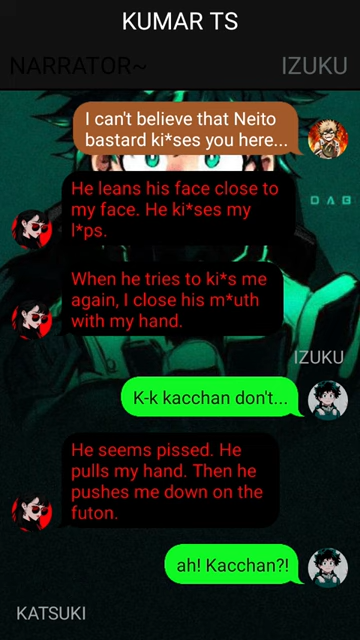 KUMAR TS
NARRATOR~
IZUKU
I can't believe that Neito
bastard ki*ses you here...
DAB
He leans his face close to
my face. He ki*ses my
l*ps.
When he tries to ki*s me
again, I close his m*uth
with my hand.
IZUKU
K-k kacchan don't...
He seems pissed. He
pulls my hand. Then he
pushes me down on the
futon.
ah! Kacchan?!
KATSUKI